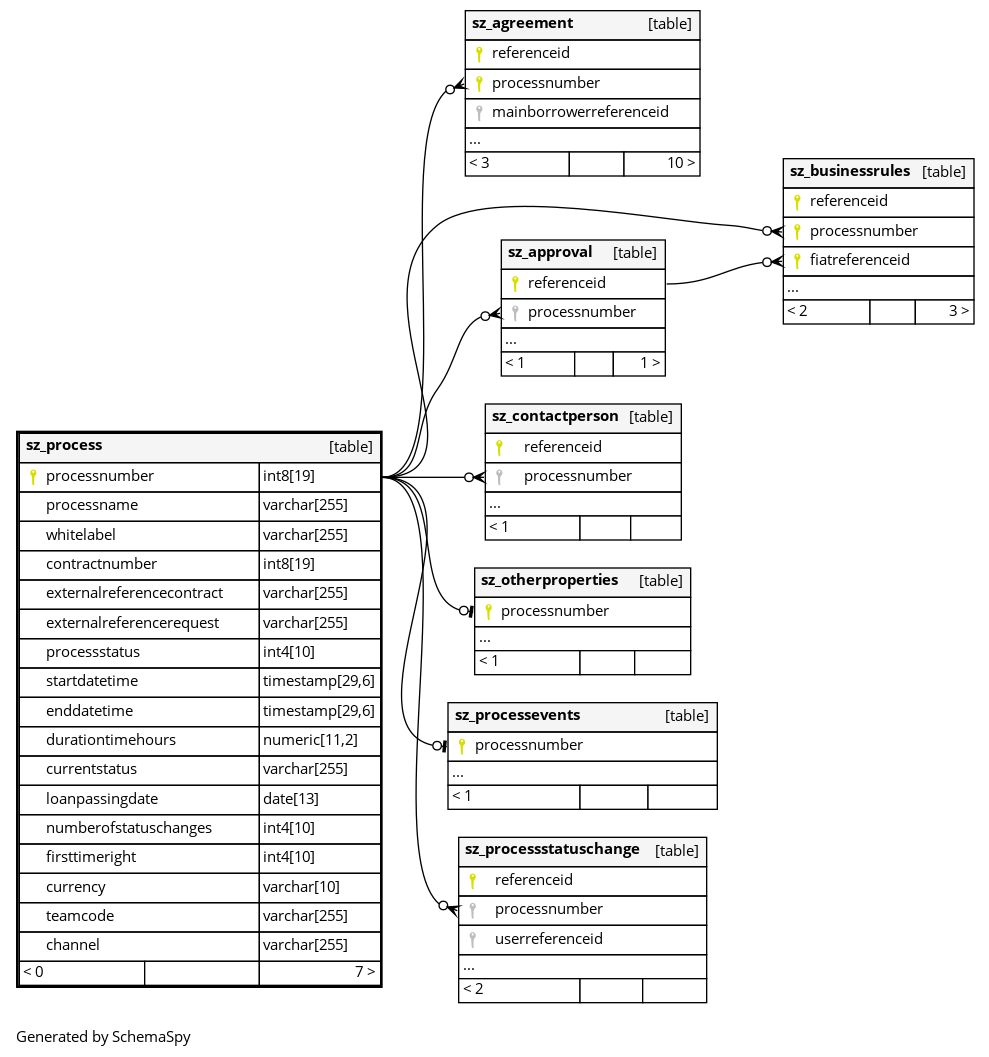 sz_agreement [table]
referenceid
processnumber
mainborrowerreferenceid
...
< 3 10 >
sz_businessrules [table]
referenceid
processnumber
fiatreferenceid
...
< 2 3 >
sz_approval [table]
referenceid
processnumber
...
< 1 1 >
sz_contactperson [table]
referenceid
processnumber
...
< 1
sz_process [table]
processnumber int8[19]
processname varchar[255]
whitelabel varchar[255]
contractnumber int8[19]
externalreferencecontract varchar[255]
externalreferencerequest varchar[255]
processstatus int4[10]
startdatetime timestamp[29,6]
enddatetime timestamp[29,6]
durationtimehours numeric[11,2]
currentstatus varchar[255]
loanpassingdate date[13]
numberofstatuschanges int4[10]
firsttimeright int4[10]
currency varchar[10]
teamcode varchar[255]
channel varchar[255]
< 0 7 >
sz_otherproperties [table]
processnumber
...
< 1
sz_processevents [table]
processnumber
...
< 1
sz_processstatuschange [table]
referenceid
processnumber
userreferenceid
...
< 2
Generated by SchemaSpy